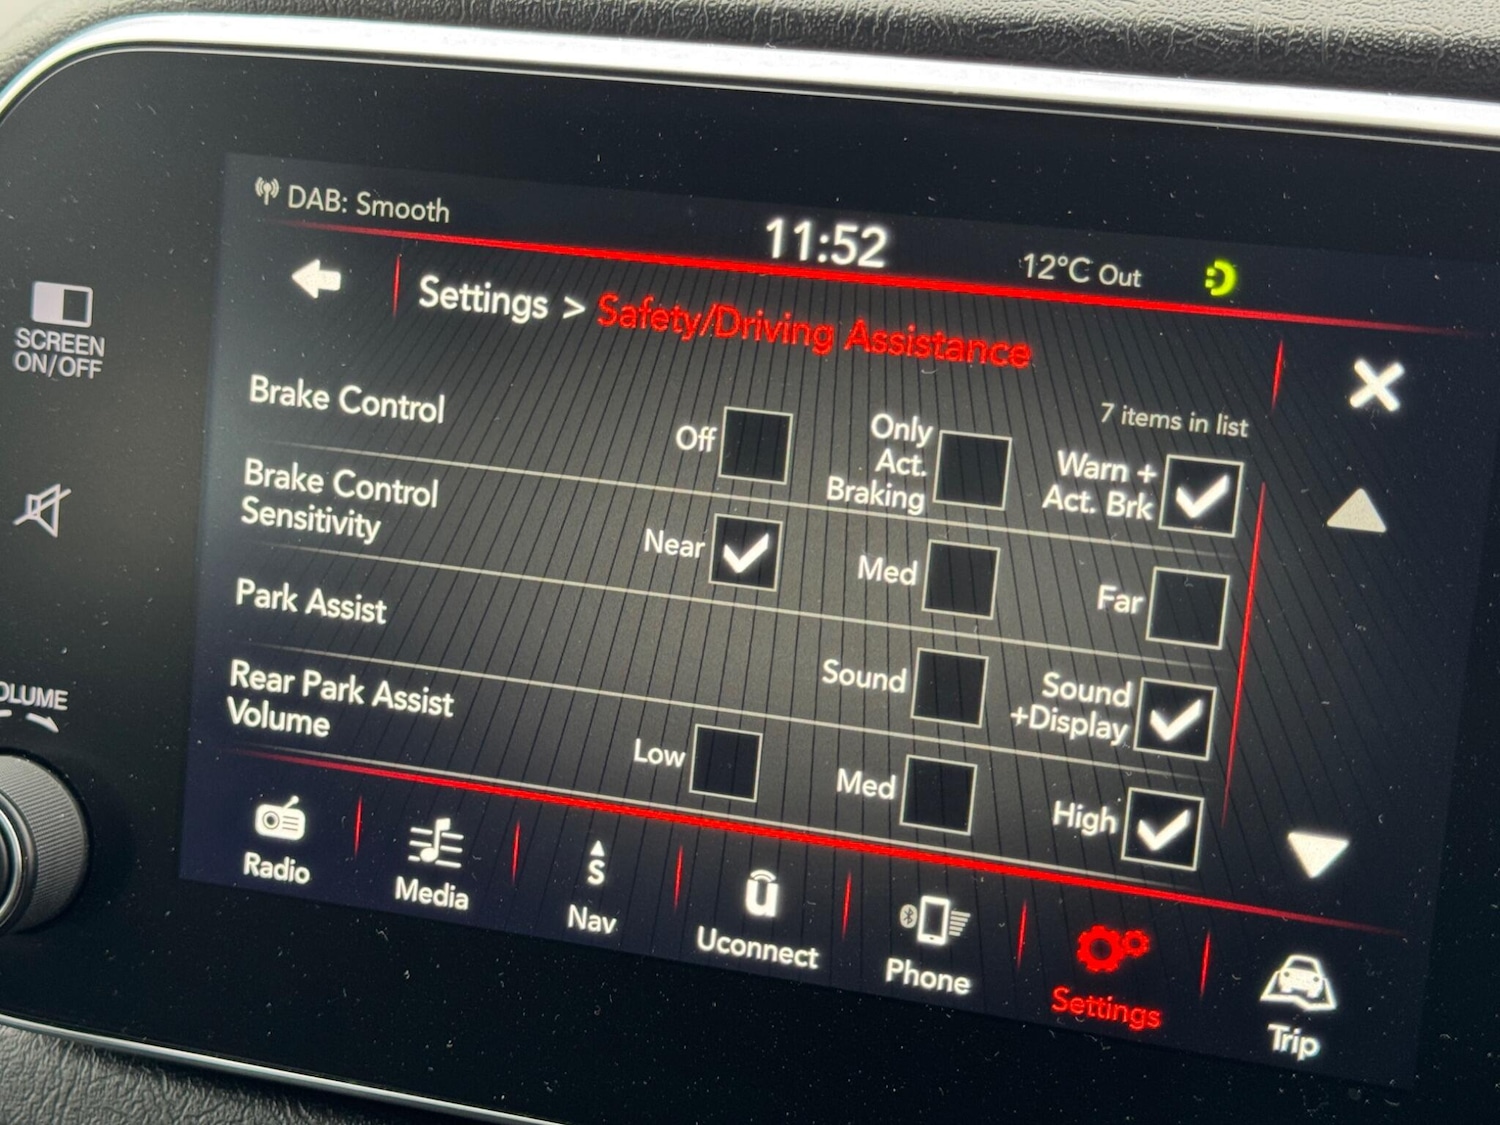 DAB: Smooth
11:52
12°C Out
SCREEN
ON/OFF
Settings > Safety/Driving Assistance
7 items in list
Brake Control
Off
Only
Act.
Braking
Warn +
Act. Brk
Brake Control
Sensitivity
Near
Med
Far
Park Assist
Sound
Sound
+Display
Rear Park Assist
Volume
Low
Med
High
OLUME
Radio
Media
S
Nav
u
Uconnect
Phone
Settings
Trip